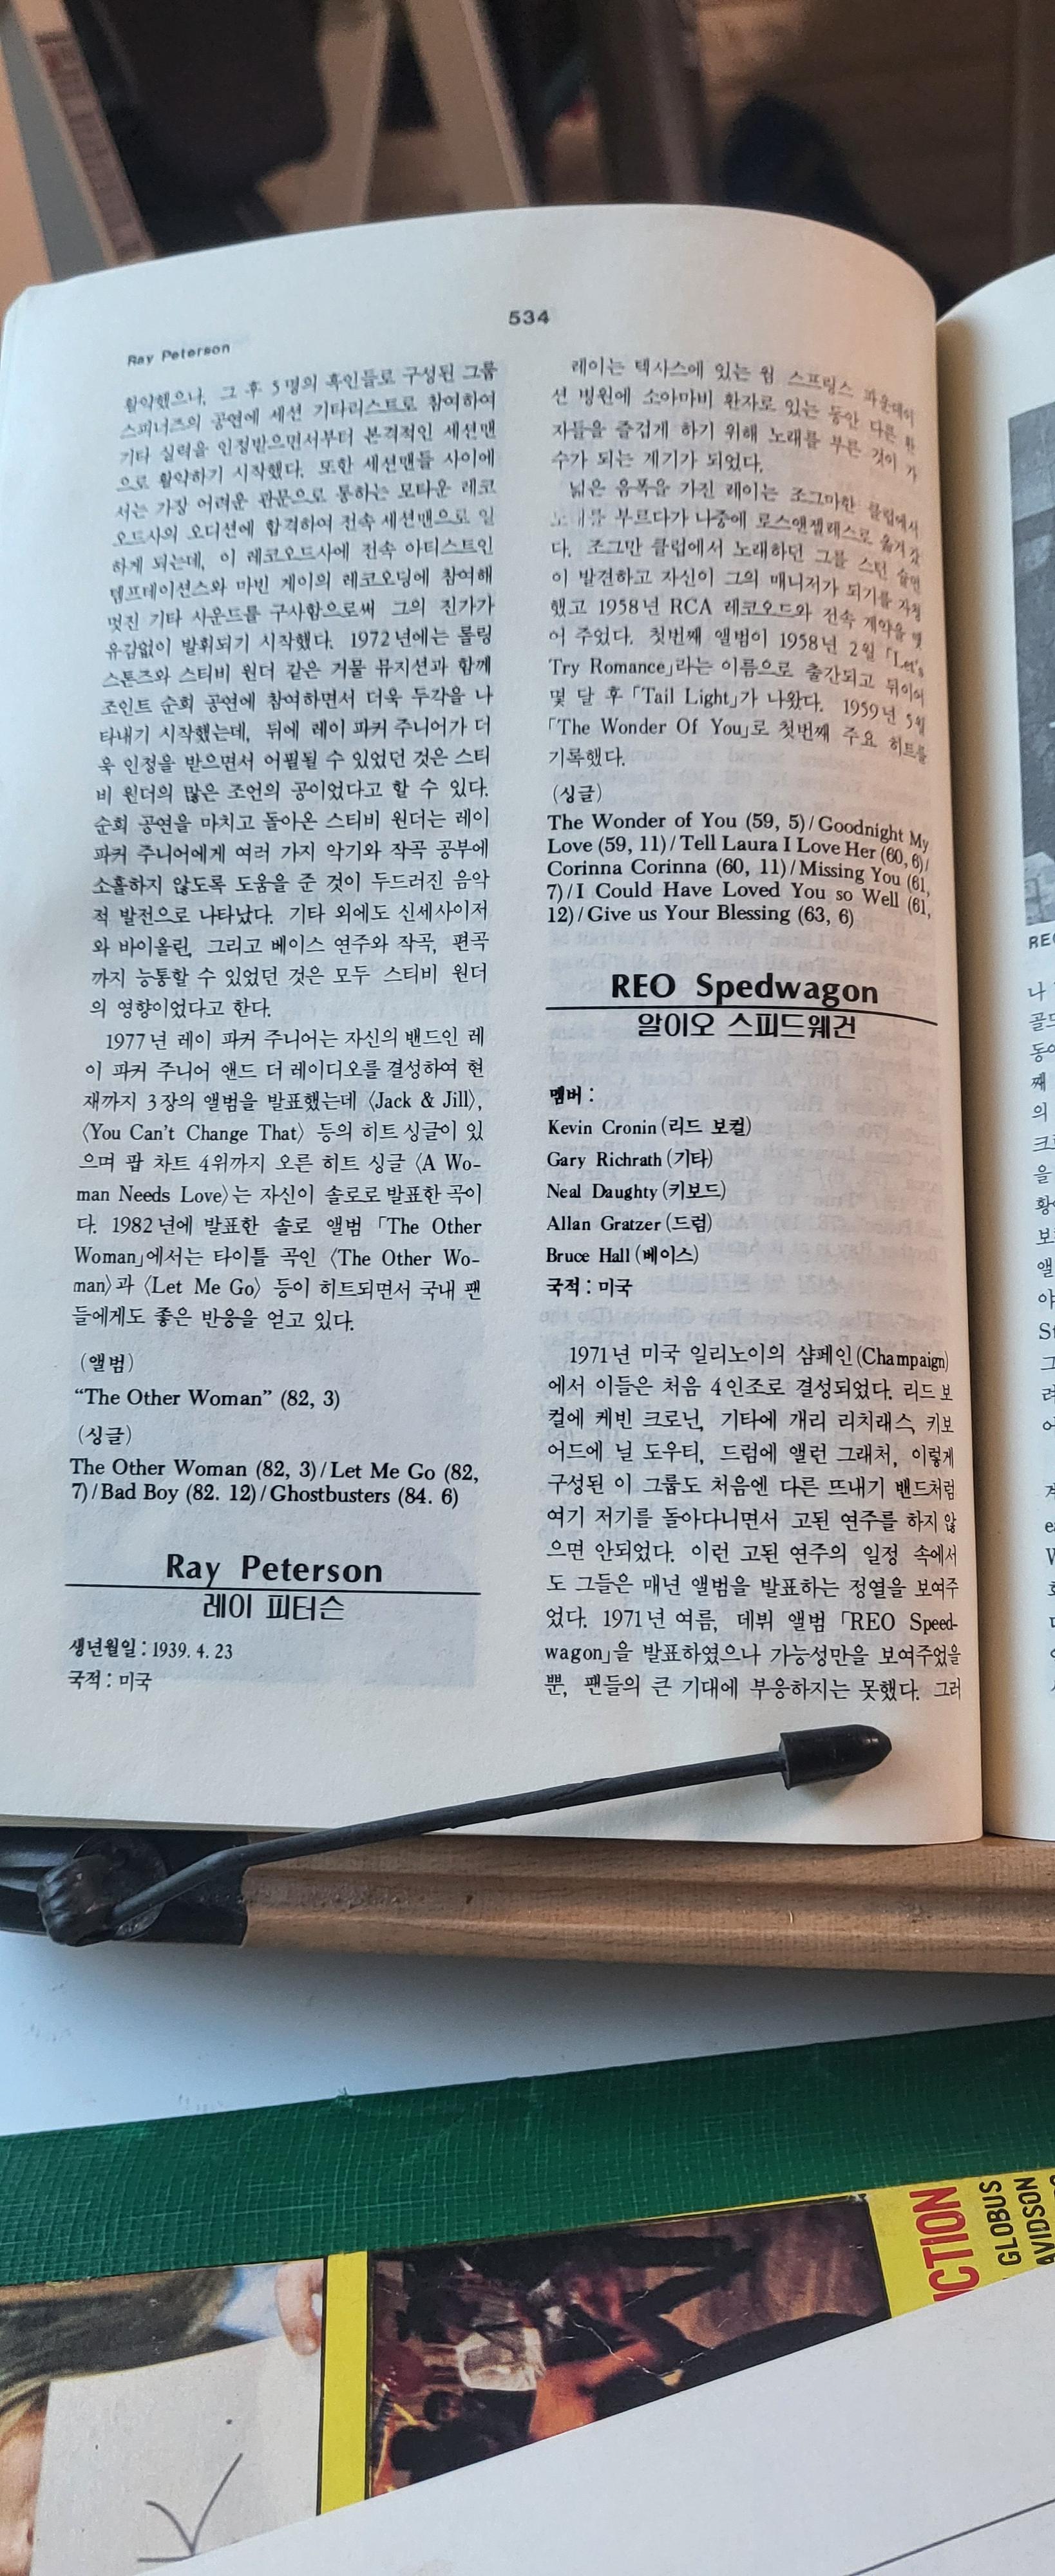 534
Ray Peterson
활약했으나, 그 후 5명의 흑인들로 구성된 그룹
스피너즈의 공연에 세션 기타리스트로 참여하여
기타 실력을 인정받으면서부터 본격적인 세션맨
으로 활약하기 시작했다. 또한 세션맨들 사이에
서는 가장 어려운 관문으로 통하는 모타운 레코
오드사의 오디션에 합격하여 전속 세션맨으로 일
하게 되는데, 이 레코오드사에 전속 아티스트인
템프테이션스와 마빈 게이의 레코오딩에 참여해
멋진 기타 사운드를 구사함으로써 그의 진가가
유감없이 발휘되기 시작했다. 1972년에는 롤링
스톤즈와 스티비 원더 같은 거물 뮤지션과 함께
조인트 순회 공연에 참여하면서 더욱 두각을 나
타내기 시작했는데, 뒤에 레이 파커 주니어가 더
욱 인정을 받으면서 어필될 수 있었던 것은 스티
비 원더의 많은 조언의 공이었다고 할 수 있다.
순회 공연을 마치고 돌아온 스티비 원더는 레이
파커 주니어에게 여러 가지 악기와 작곡 공부에
소홀하지 않도록 도움을 준 것이 두드러진 음악
적 발전으로 나타났다. 기타 외에도 신세사이저
와 바이올린, 그리고 베이스 연주와 작곡, 편곡
까지 능통할 수 있었던 것은 모두 스티비 원더
의 영향이었다고 한다.
1977년 레이 파커 주니어는 자신의 밴드인 레
이 파커 주니어 앤드 더 레이디오를 결성하여 현
재까지 3장의 앨범을 발표했는데 〈Jack & Jill〉,
〈You Can't Change That〉 등의 히트 싱글이 있
으며 팝 차트 4위까지 오른 히트 싱글 〈A Wo-
man Needs Love〉는 자신이 솔로로 발표한 곡이
다. 1982년에 발표한 솔로 앨범 「The Other
Woman」에서는 타이틀 곡인 〈The Other Wo-
man〉과 〈Let Me Go〉 등이 히트되면서 국내 팬
들에게도 좋은 반응을 얻고 있다.
(앨범)
“The Other Woman” (82, 3)
(싱글)
The Other Woman (82, 3)/Let Me Go (82,
7)/Bad Boy (82. 12)/Ghostbusters (84. 6)
Ray Peterson
레이 피터슨
생년월일 : 1939. 4. 23
국적 : 미국
레이는 텍사스에 있는 웜 스프링스 파운데이
션 병원에 소아마비 환자로 있는 동안 다른 환
자들을 즐겁게 하기 위해 노래를 부른 것이 가
수가 되는 계기가 되었다.
넓은 음폭을 가진 레이는 조그마한 클럽에서
노래를 부르다가 나중에 로스앤젤레스로 옮겨 갔
다. 조그만 클럽에서 노래하던 그를 스턴 슐먼
이 발견하고 자신이 그의 매니저가 되기를 자청
했고 1958년 RCA 레코오드와 전속 계약을 맺
어 주었다. 첫번째 앨범이 1958년 2월 「Let's
Try Romance」라는 이름으로 출간되고 뒤이어
몇 달 후 「Tail Light」가 나왔다. 1959년 5월
「The Wonder Of You」로 첫번째 주요 히트를
기록했다.
(싱글)
The Wonder of You (59, 5)/Goodnight My
Love (59, 11)/Tell Laura I Love Her (60, 6)/
Corinna Corinna (60, 11)/Missing You (61,
7)/I Could Have Loved You so Well (61,
12)/Give us Your Blessing (63, 6)
REO Spedwagon
알이오 스피드웨건
멤버 :
Kevin Cronin (리드 보컬)
Gary Richrath (기타)
Neal Daughty (키보드)
Allan Gratzer (드럼)
Bruce Hall (베이스)
국적 : 미국
1971년 미국 일리노이의 샴페인(Champaign)
에서 이들은 처음 4인조로 결성되었다. 리드 보
컬에 케빈 크로닌, 기타에 개리 리치래스, 키보
어드에 닐 도우티, 드럼에 앨런 그래처, 이렇게
구성된 이 그룹도 처음엔 다른 뜨내기 밴드처럼
여기 저기를 돌아다니면서 고된 연주를 하지 않
으면 안되었다. 이런 고된 연주의 일정 속에서
도 그들은 매년 앨범을 발표하는 정열을 보여주
었다. 1971년 여름, 데뷔 앨범 「REO Speed-
wagon」을 발표하였으나 가능성만을 보여주었을
뿐, 팬들의 큰 기대에 부응하지는 못했다. 그러
GLOBUS